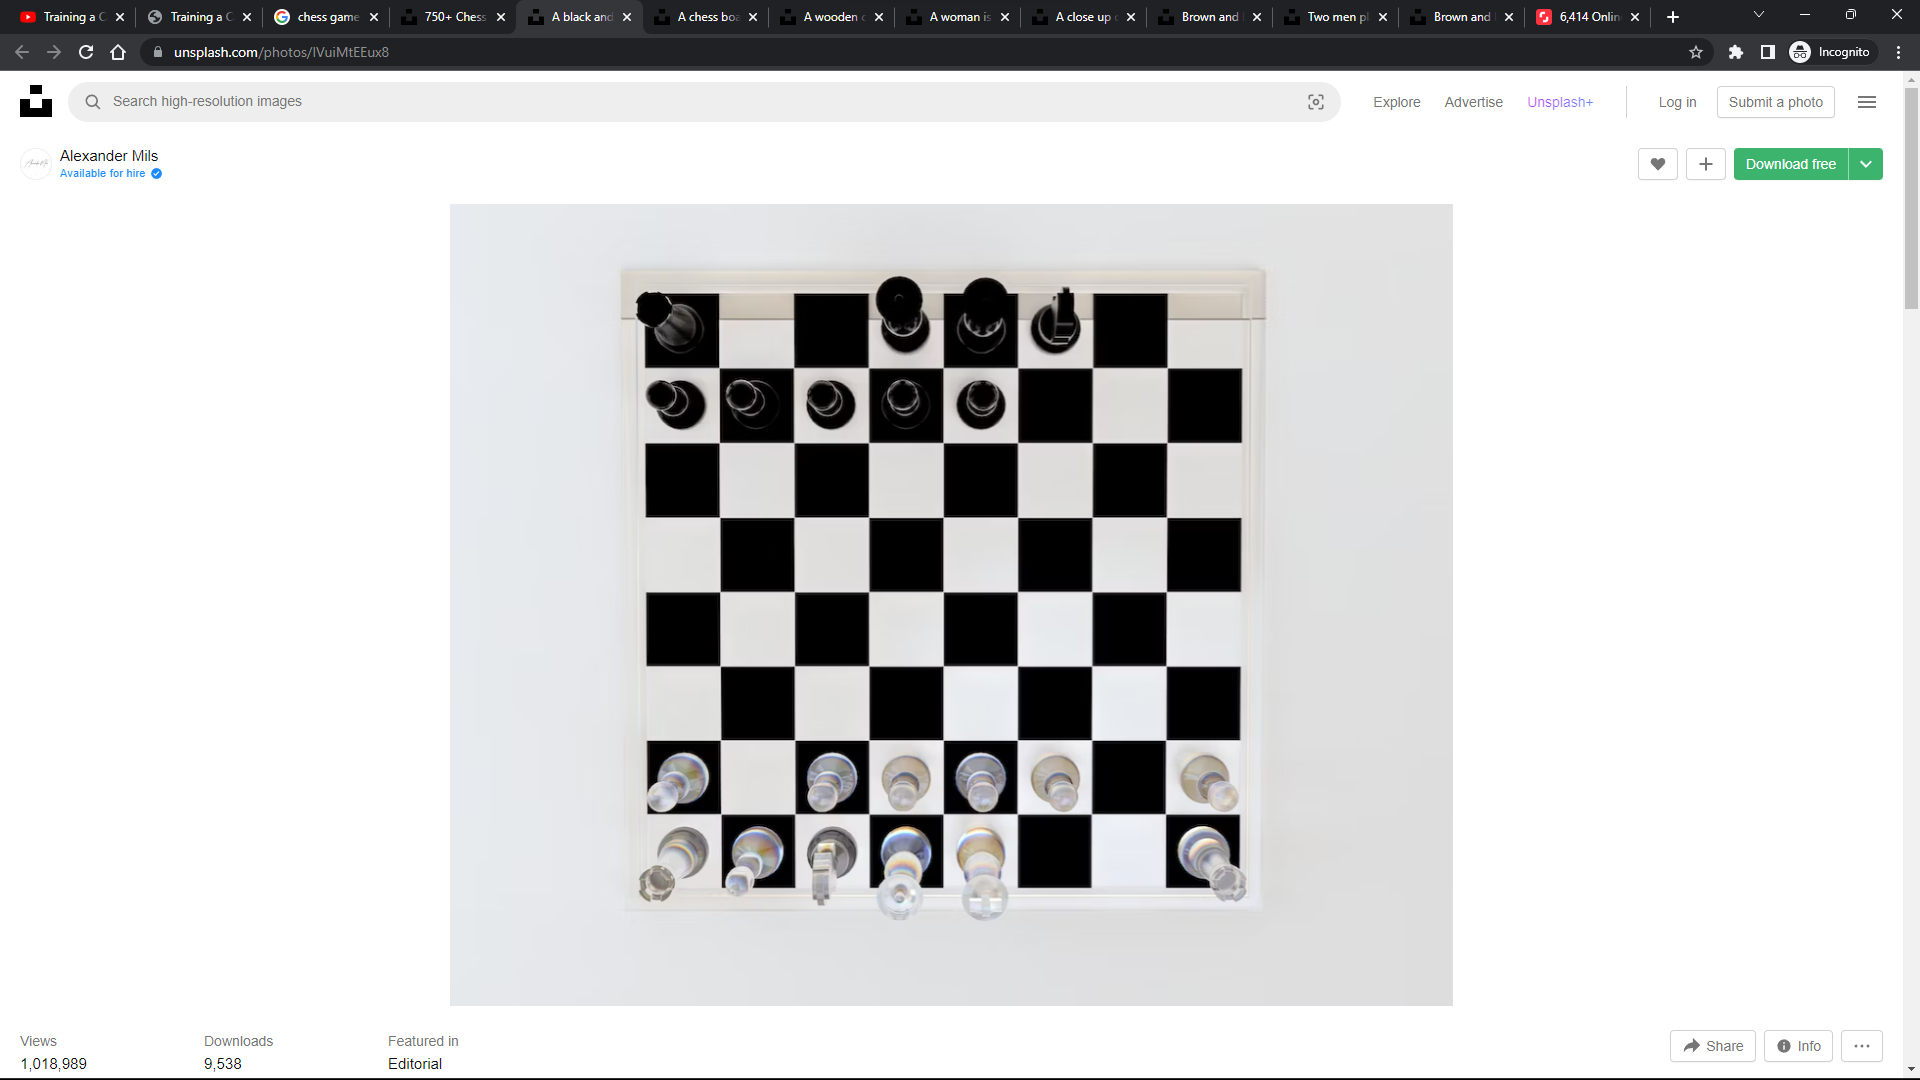 Training a C
Training a C
chess game
750+ Chess
A black and
A chess boa
A wooden c
A woman is
A close up o
Brown and
Two men pl
Brown and
6,414 Onlin
unsplash.com/photos/lVuiMtEEux8
Incognito
Search high-resolution images
Explore
Advertise
Unsplash+
Log in
Submit a photo
Alexander Mils
Available for hire
Download free
Views
Downloads
Featured in
1,018,989
9,538
Editorial
Share
Info